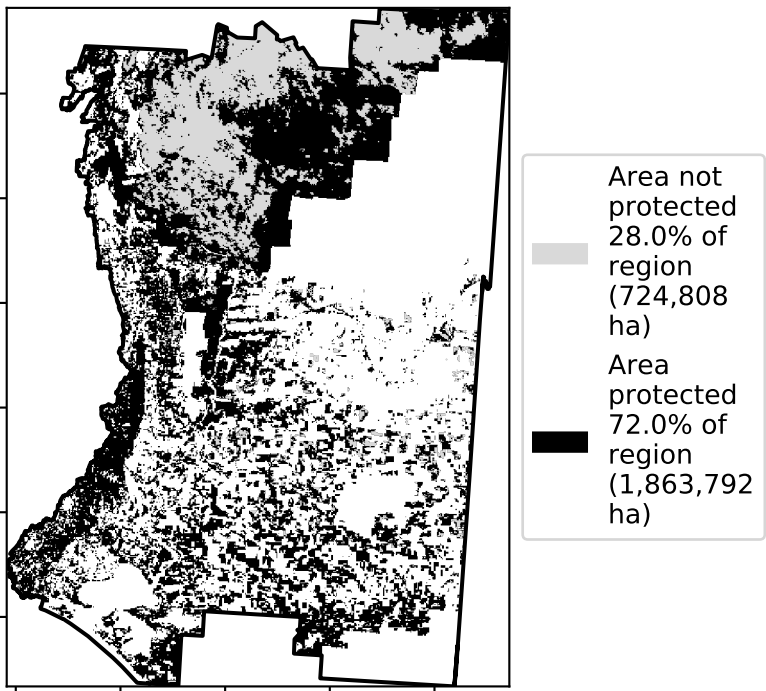 Area not
protected
28.0% of
region
(724,808
ha)
Area
protected
72.0% of
region
(1,863,792
ha)